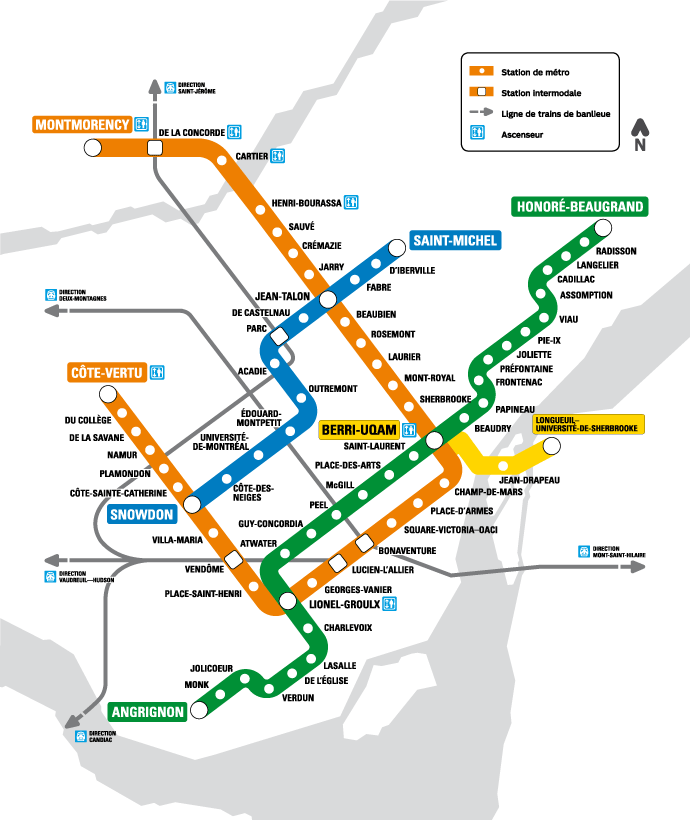 Station de métro
Station intermodale
Ligne de trains de banlieue
Ascenseur
N
DIRECTION
SAINT-JÉRÔME
MONTMORENCY
DE LA CONCORDE
CARTIER
HENRI-BOURASSA
SAUVÉ
CRÉMAZIE
JARRY
JEAN-TALON
BEAUBIEN
ROSEMONT
LAURIER
MONT-ROYAL
SHERBROOKE
BERRI-UQAM
HONORÉ-BEAUGRAND
RADISSON
LANGELIER
CADILLAC
ASSOMPTION
VIAU
PIE-IX
JOLIETTE
PRÉFONTAINE
FRONTENAC
PAPINEAU
BEAUDRY
SAINT-MICHEL
D'IBERVILLE
FABRE
DE CASTELNAU
PARC
ACADIE
OUTREMONT
ÉDOUARD-
MONTPETIT
UNIVERSITÉ-
DE-MONTRÉAL
CÔTE-DES-
NEIGES
SNOWDON
DIRECTION
DEUX-MONTAGNES
CÔTE-VERTU
DU COLLÈGE
DE LA SAVANE
NAMUR
PLAMONDON
CÔTE-SAINTE-CATHERINE
VILLA-MARIA
VENDÔME
PLACE-SAINT-HENRI
LONGUEUIL–
UNIVERSITÉ-DE-SHERBROOKE
JEAN-DRAPEAU
SAINT-LAURENT
PLACE-DES-ARTS
McGILL
PEEL
GUY-CONCORDIA
ATWATER
CHAMP-DE-MARS
PLACE-D'ARMES
SQUARE-VICTORIA-OACI
BONAVENTURE
LUCIEN-L'ALLIER
GEORGES-VANIER
LIONEL-GROULX
CHARLEVOIX
LASALLE
DE L'ÉGLISE
VERDUN
JOLICOEUR
MONK
ANGRIGNON
DIRECTION
MONT-SAINT-HILAIRE
DIRECTION
VAUDREUIL—HUDSON
DIRECTION
CANDIAC